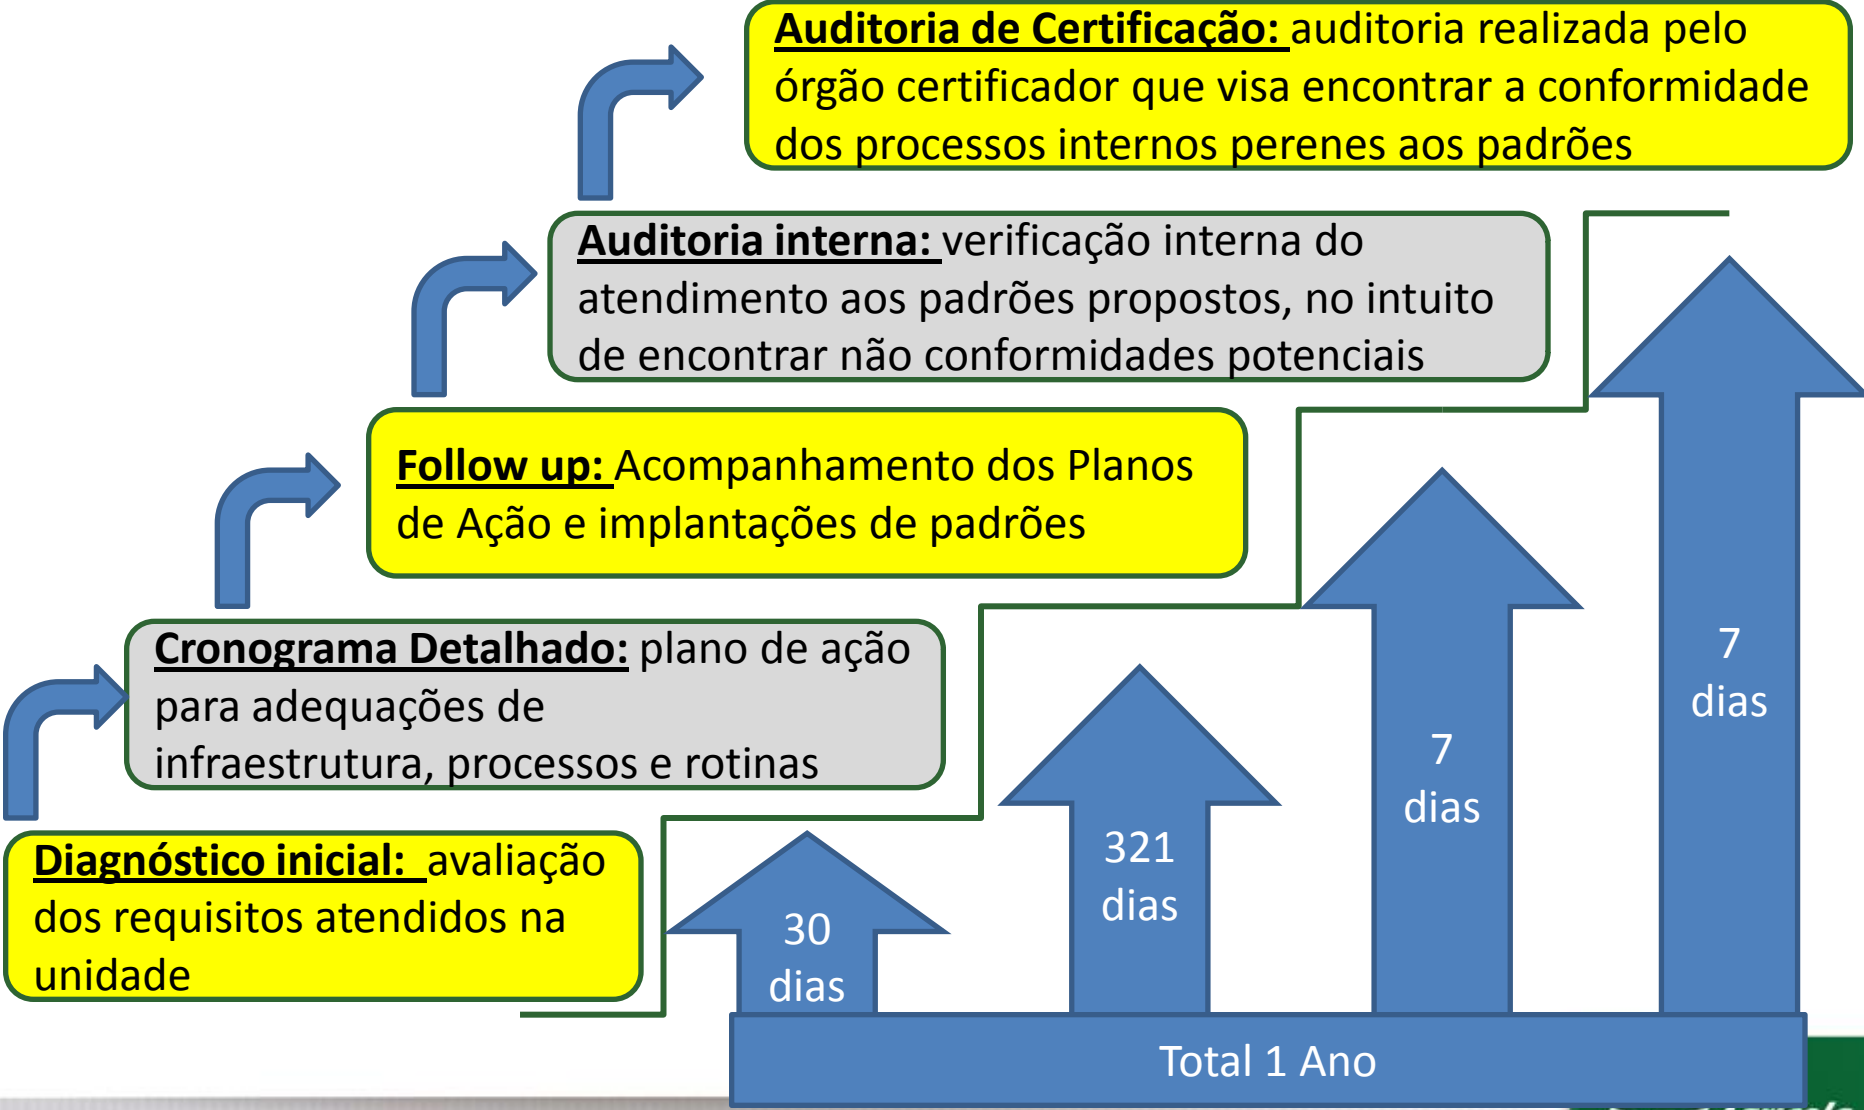 Auditoria de Certificação: auditoria realizada pelo
órgão certificador que visa encontrar a conformidade
dos processos internos perenes aos padrões
Auditoria interna: verificação interna do
atendimento aos padrões propostos, no intuito
de encontrar não conformidades potenciais
Follow up: Acompanhamento dos Planos
de Ação e implantações de padrões
Cronograma Detalhado: plano de ação
para adequações de
infraestrutura, processos e rotinas
Diagnóstico inicial: avaliação
dos requisitos atendidos na
unidade
30
dias
321
dias
7
dias
7
dias
Total 1 Ano